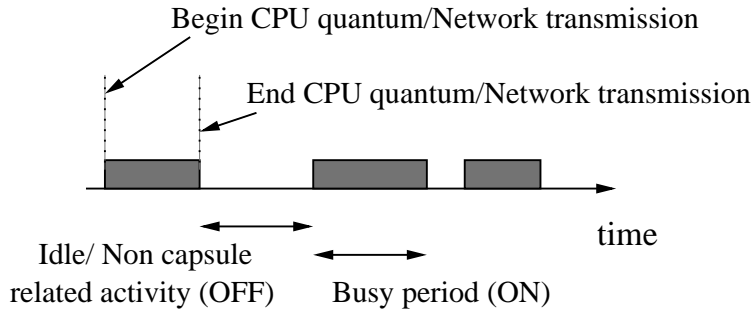 Begin CPU quantum/Network transmission
End CPU quantum/Network transmission
time
Idle/ Non capsule
related activity (OFF)
Busy period (ON)